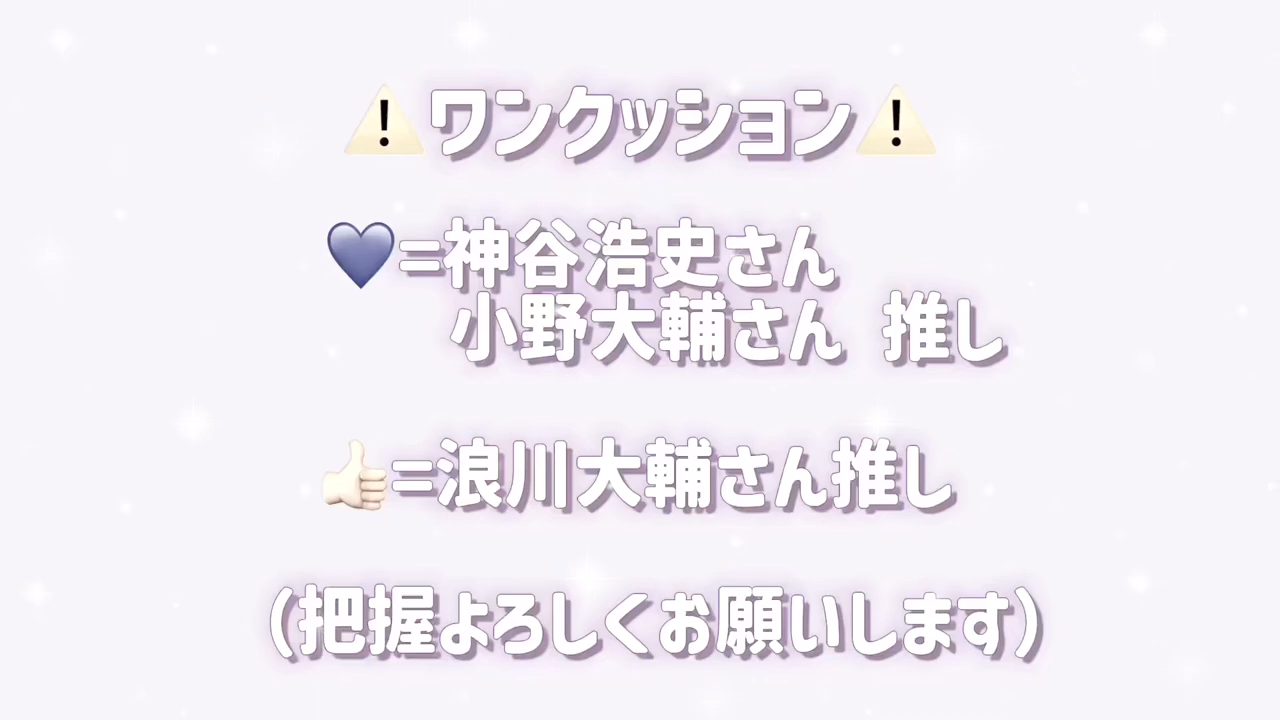 ⚠️ワンクッション⚠️
💙=神谷浩史さん
小野大輔さん 推し
👍🏻=浪川大輔さん推し
(把握よろしくお願いします)